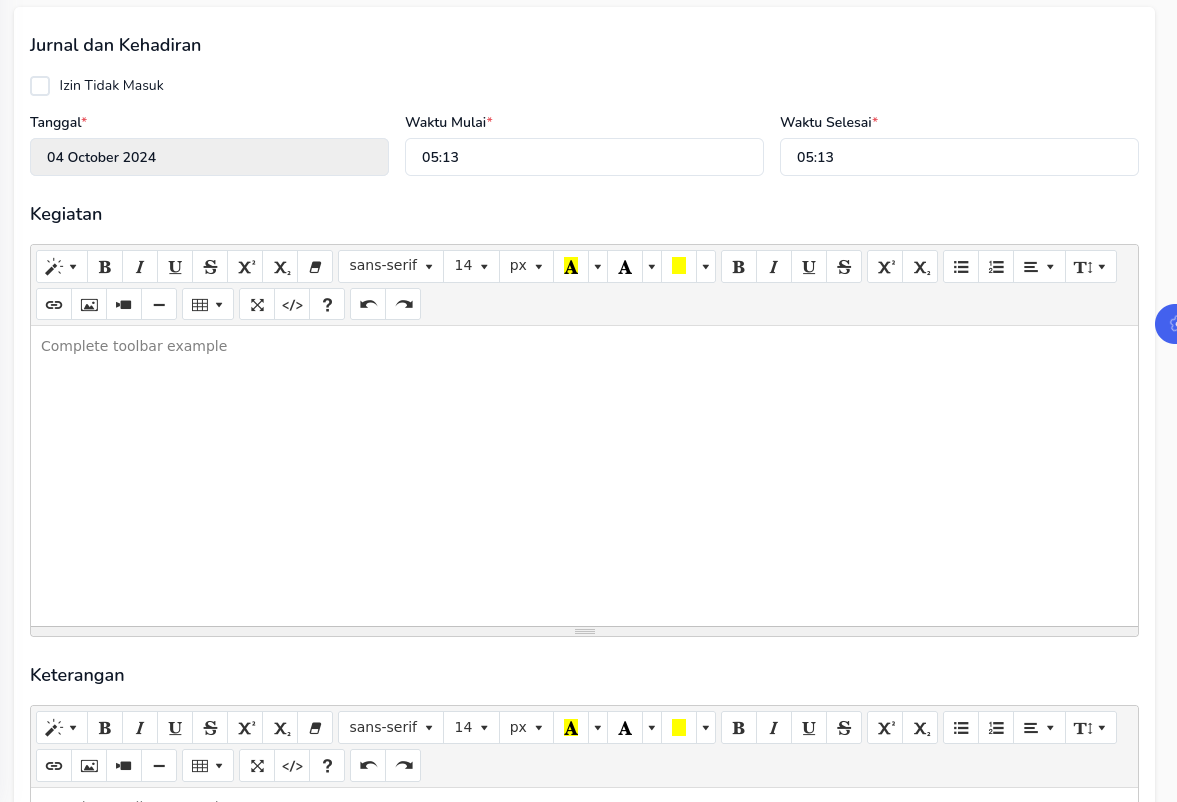 Jurnal dan Kehadiran
Izin Tidak Masuk
Tanggal* Waktu Mulai* Waktu Selesai*
04 October 2024 05:13 05:13
Kegiatan
B I U S X² X₂ sans-serif 14 px A A B I U S X² X₂ T
</> ?
Complete toolbar example
Keterangan
B I U S X² X₂ sans-serif 14 px A A B I U S X² X₂ T
</> ?